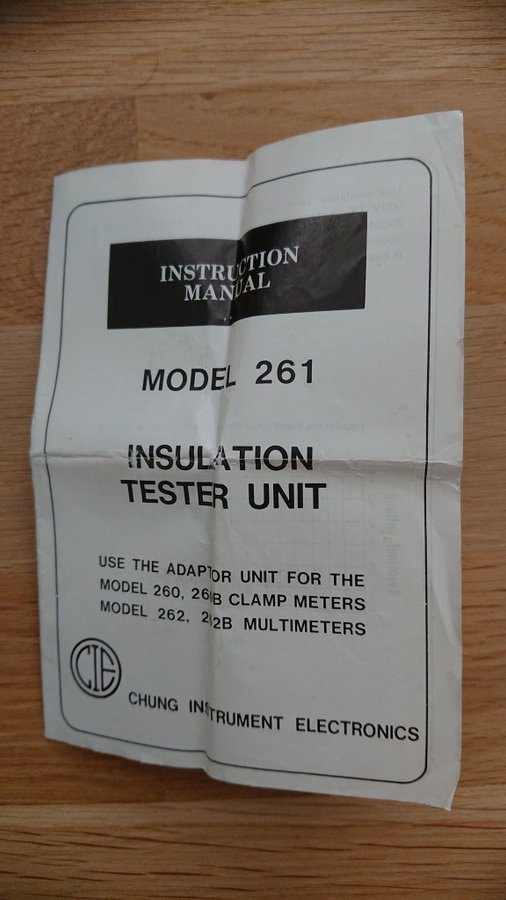 INSTRUCTION
MANUAL
MODEL 261
INSULATION
TESTER UNIT
USE THE ADAPTOR UNIT FOR THE
MODEL 260, 260B CLAMP METERS
MODEL 262, 262B MULTIMETERS
CIE
CHUNG INSTRUMENT ELECTRONICS